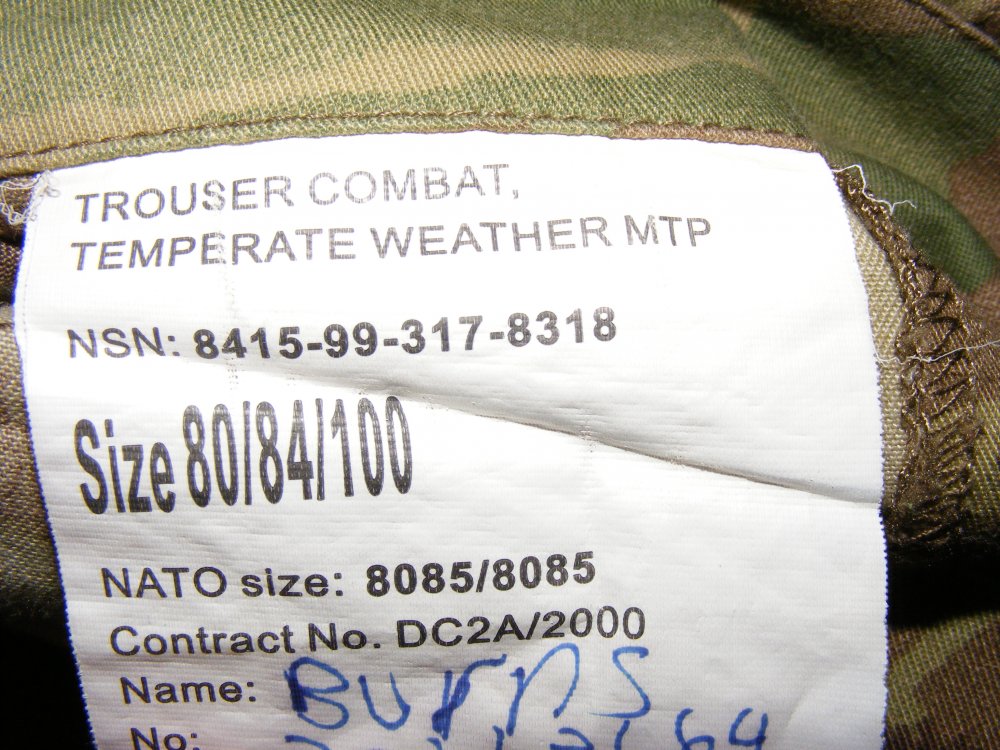 TROUSER COMBAT,
TEMPERATE WEATHER MTP
NSN: 8415-99-317-8318
Size 80/84/100
NATO size: 8085/8085
Contract No. DC2A/2000
Name: Burns
No: